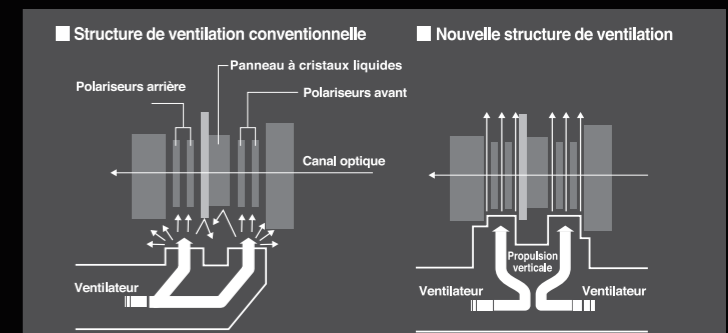 Structure de ventilation conventionnelle
Panneau à cristaux liquides
Polariseurs arrière
Polariseurs avant
Canal optique
Ventilateur
Nouvelle structure de ventilation
Propulsion
verticale
Ventilateur
Ventilateur